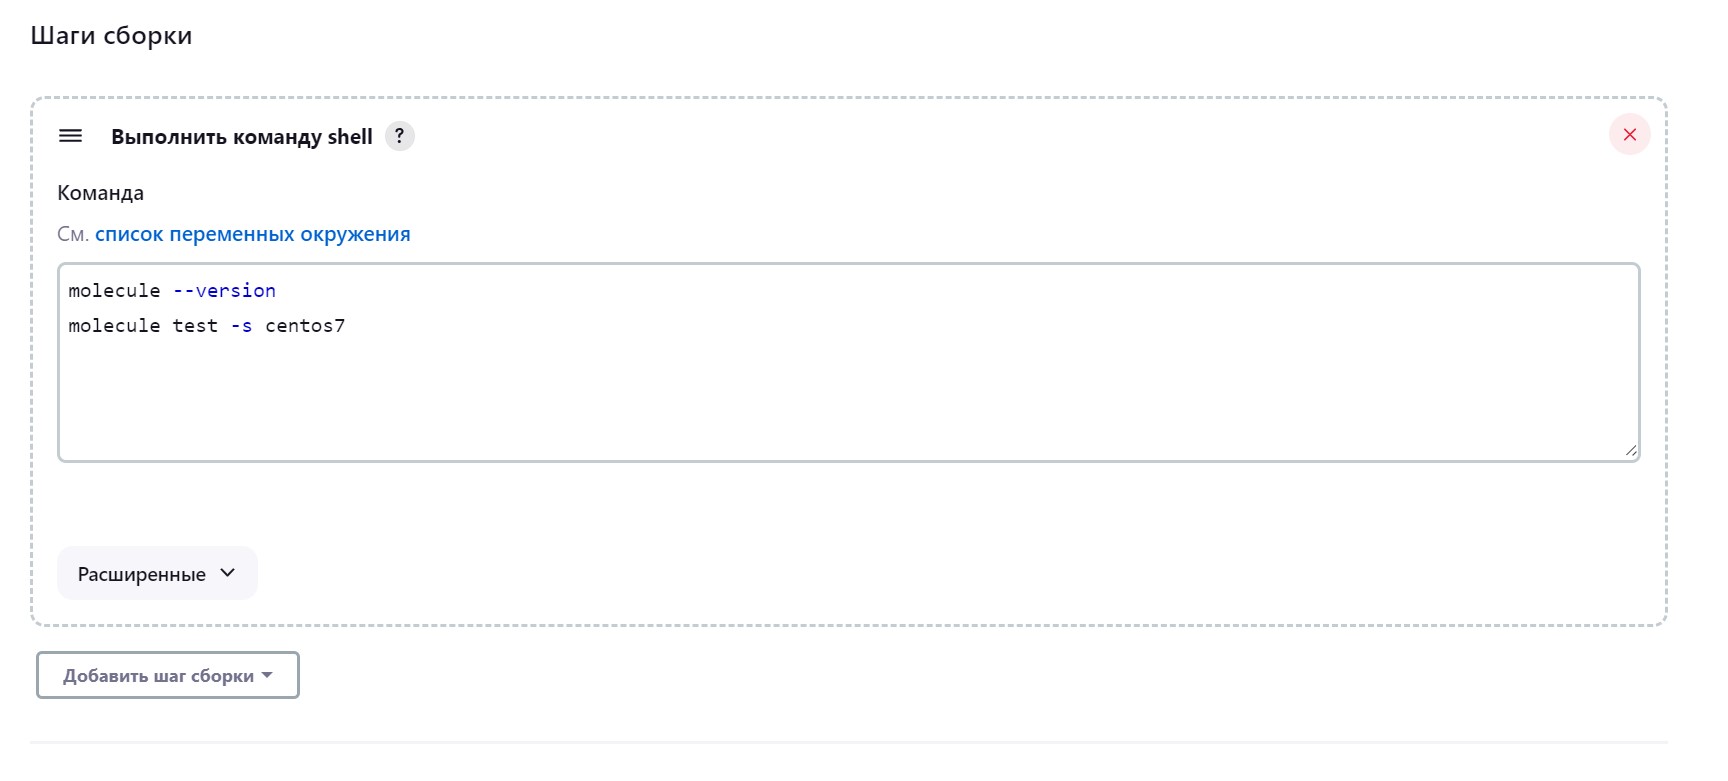 Шаги сборки
Выполнить команду shell ?
Команда
См. список переменных окружения
molecule --version
molecule test -s centos7
Расширенные
Добавить шаг сборки